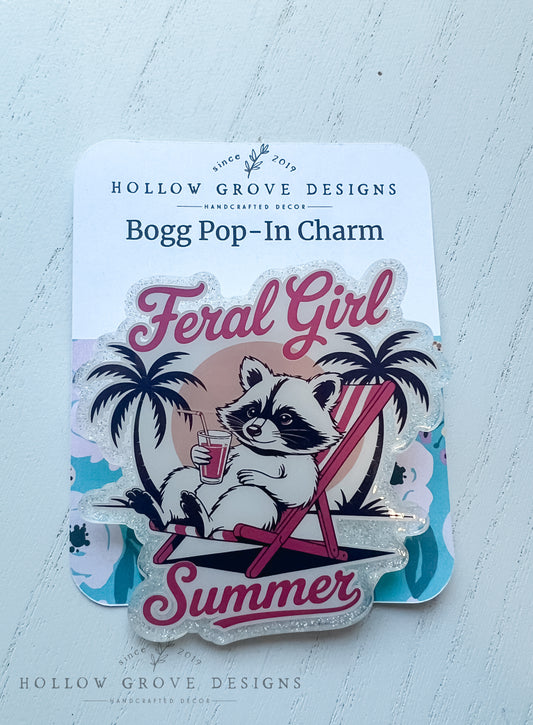 since 2019
HOLLOW GROVE DESIGNS
HANDCRAFTED DECOR
Bogg Pop-In Charm
Feral Girl
Summer
since 2019
HOLLOW GROVE DESIGNS
HANDCRAFTED DECOR